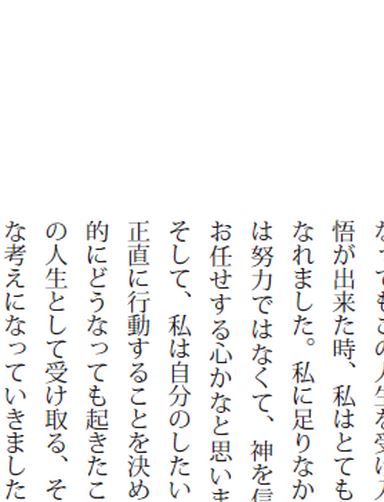 なってもこの人生を受け入
悟が出来た時、私はとても
なれました。私に足りなか
は努力ではなくて、神を信
お任せする心かなと思いま
そして、私は自分のしたい
正直に行動することを決め
的にどうなっても起きたこ
の人生として受け取る、そ
な考えになっていきました